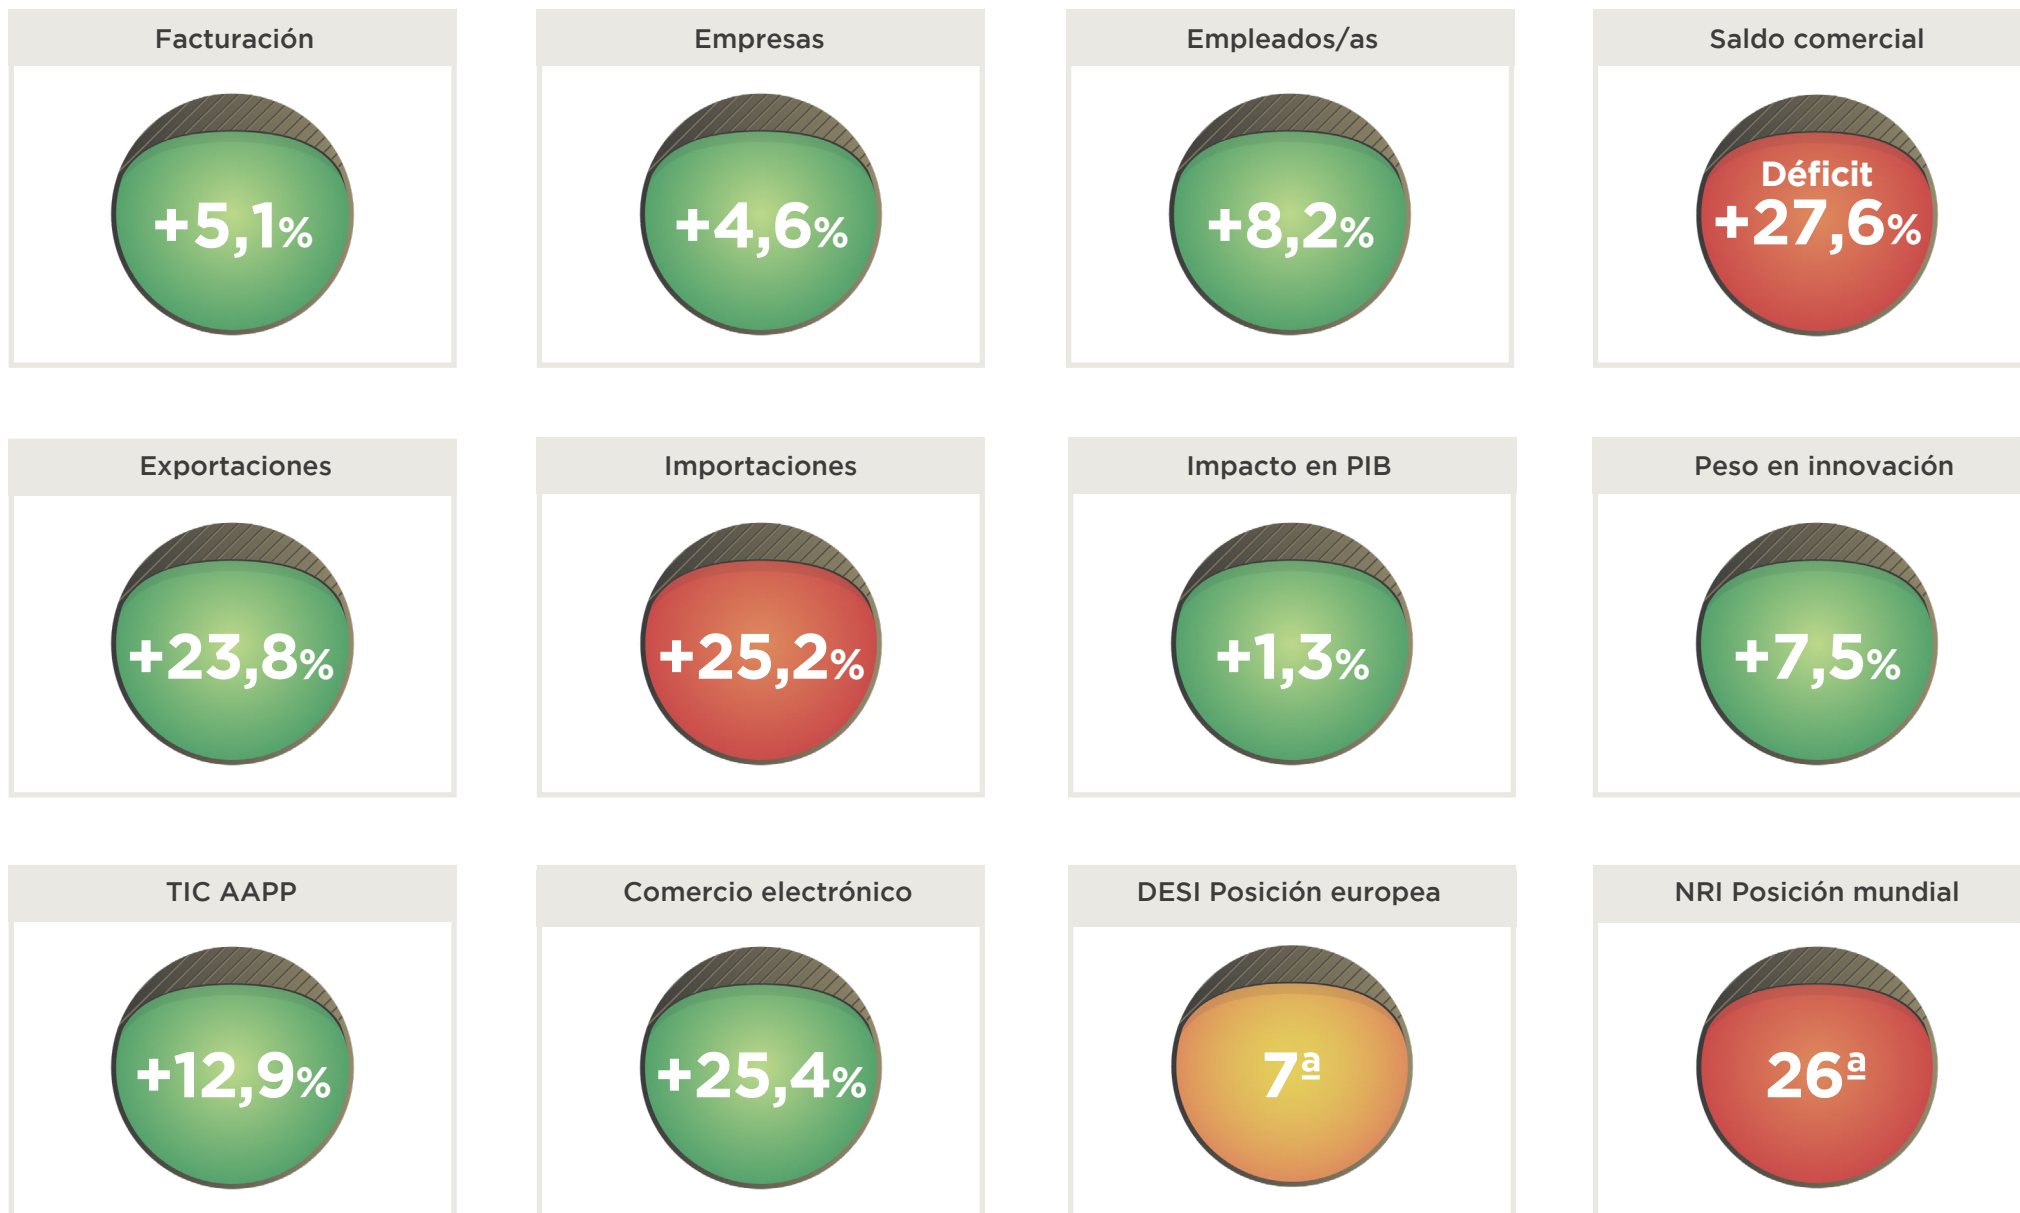 Facturación
Empresas
Empleados/as
Saldo comercial
+5,1%
+4,6%
+8,2%
Déficit
+27,6%
Exportaciones
Importaciones
Impacto en PIB
Peso en innovación
+23,8%
+25,2%
+1,3%
+7,5%
TIC AAPP
Comercio electrónico
DESI Posición europea
NRI Posición mundial
+12,9%
+25,4%
7ª
26ª